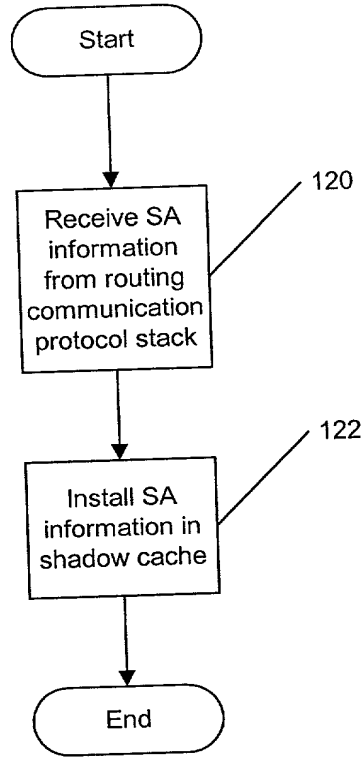 Start
120
Receive SA
information
from routing
communication
protocol stack
122
Install SA
information in
shadow cache
End